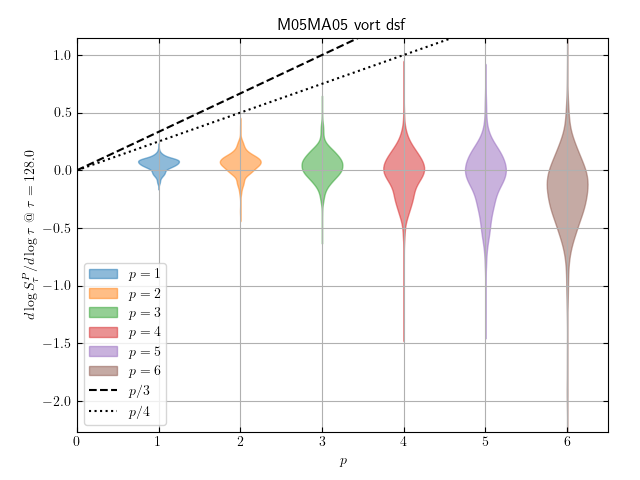 M05MA05 vort dsf
d log S_τ^P / d log τ @ τ = 128.0
1.0
0.5
0.0
−0.5
−1.0
−1.5
−2.0
p = 1
p = 2
p = 3
p = 4
p = 5
p = 6
p/3
p/4
0 1 2 3 4 5 6
p